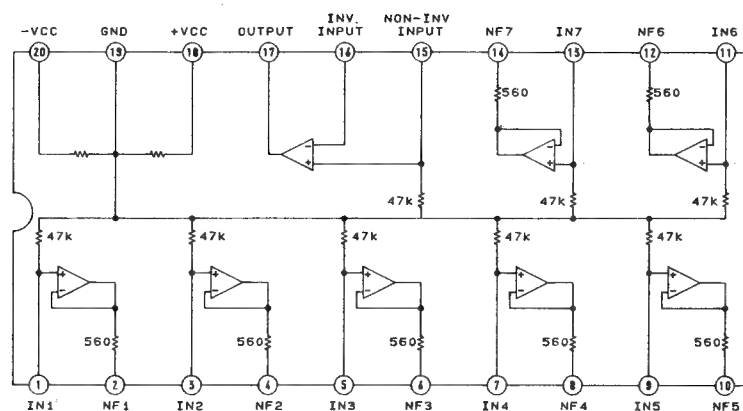 -VCC GND +VCC OUTPUT INV. INPUT NON-INV INPUT NF7 IN7 NF6 IN6
20 19 18 17 16 15 14 13 12 11
560 560
- + - + - +
47k 47k 47k
47k 47k 47k 47k 47k
+ - + - + - + - + -
560 560 560 560 560
1 2 3 4 5 6 7 8 9 10
IN1 NF1 IN2 NF2 IN3 NF3 IN4 NF4 IN5 NF5